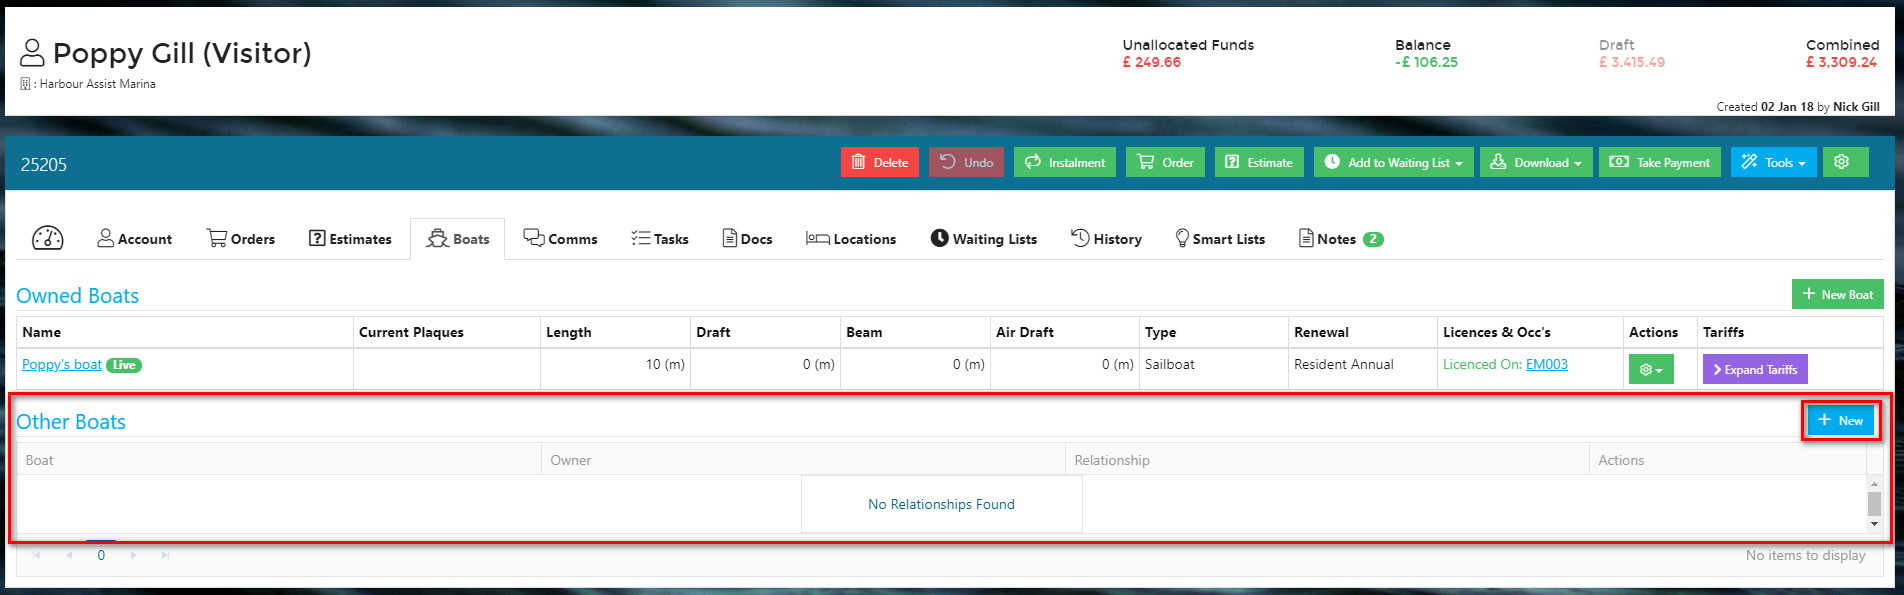 Poppy Gill (Visitor)
: Harbour Assist Marina
Unallocated Funds
£ 249.66
Balance
-£ 106.25
Draft
£ 3,415.49
Combined
£ 3,309.24
Created 02 Jan 18 by Nick Gill
25205
Delete
Undo
Instalment
Order
Estimate
Add to Waiting List
Download
Take Payment
Tools
Account
Orders
Estimates
Boats
Comms
Tasks
Docs
Locations
Waiting Lists
History
Smart Lists
Notes 2
Owned Boats
+ New Boat
Name Current Plaques Length Draft Beam Air Draft Type Renewal Licences & Occ's Actions Tariffs
Poppy's boat Live 10 (m) 0 (m) 0 (m) 0 (m) Sailboat Resident Annual Licenced On: EM003 Expand Tariffs
Other Boats
+ New
Boat Owner Relationship Actions
No Relationships Found
0
No items to display